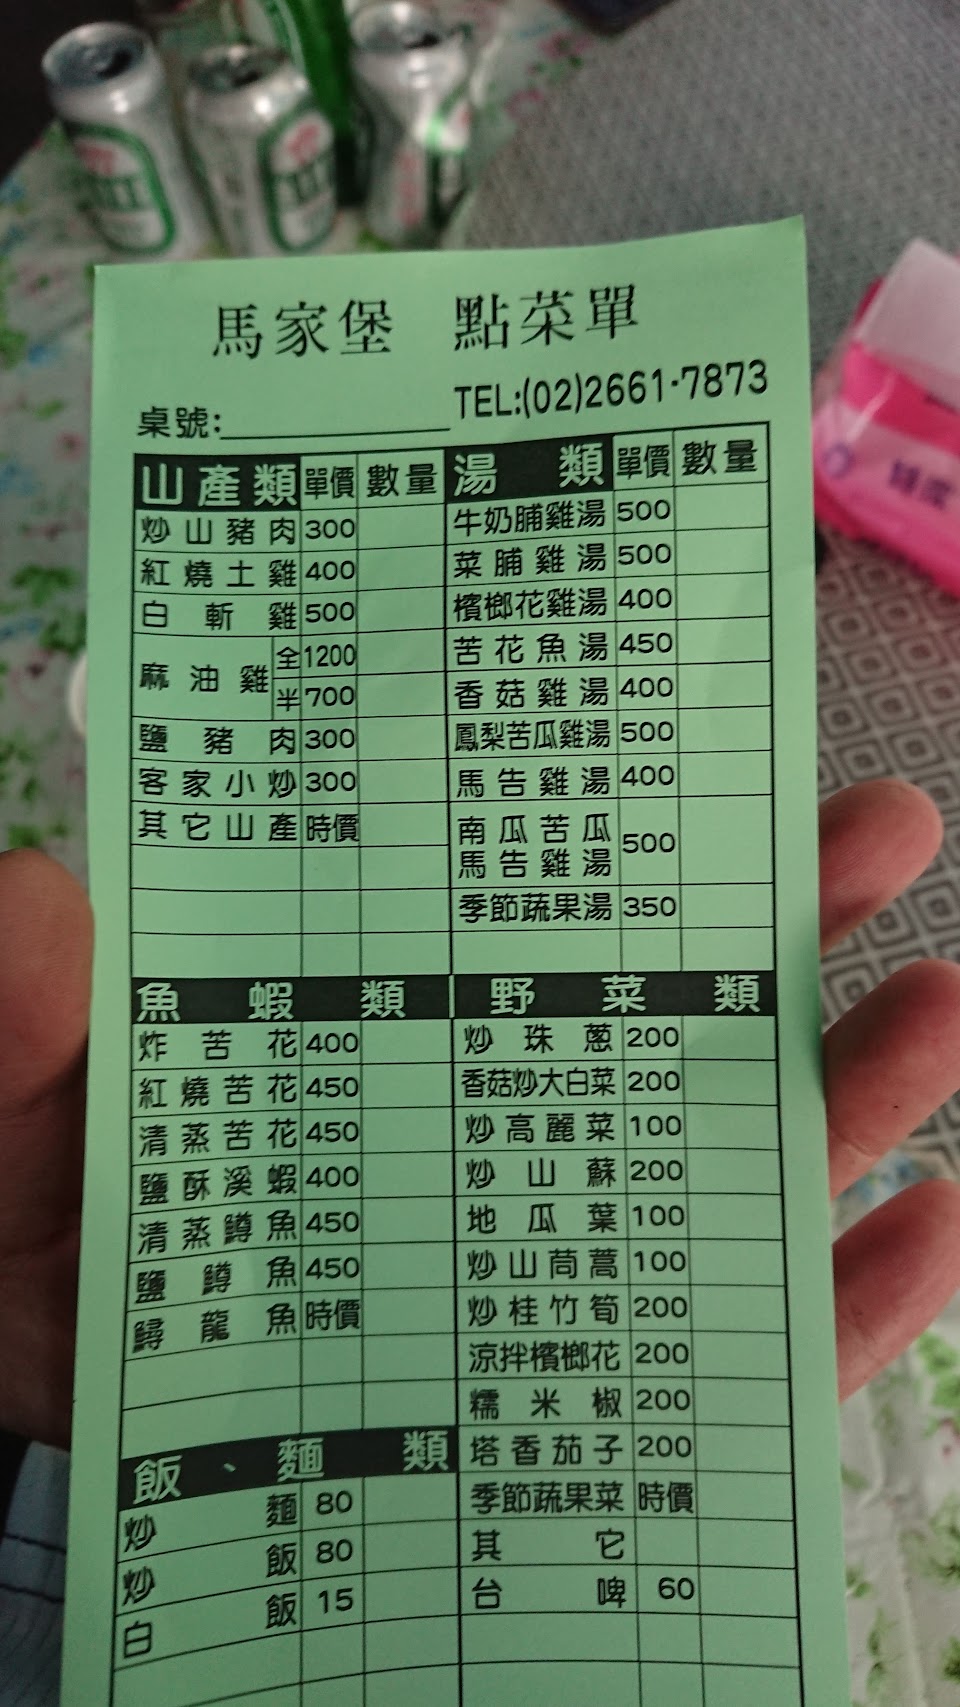 馬家堡 點菜單
TEL:(02)2661-7873
桌號:
山產類 單價 數量
炒山豬肉 300
紅燒土雞 400
白斬雞 500
麻油雞 全 1200
半 700
鹽豬肉 300
客家小炒 300
其它山產 時價
湯類 單價 數量
牛奶脯雞湯 500
菜脯雞湯 500
檳榔花雞湯 400
苦花魚湯 450
香菇雞湯 400
鳳梨苦瓜雞湯 500
馬告雞湯 400
南瓜苦瓜
馬告雞湯 500
季節蔬果湯 350
魚蝦類
炸苦花 400
紅燒苦花 450
清蒸苦花 450
鹽酥溪蝦 400
清蒸鱒魚 450
鹽鱒魚 450
鱘龍魚 時價
野菜類
炒珠蔥 200
香菇炒大白菜 200
炒高麗菜 100
炒山蘇 200
地瓜葉 100
炒山茼蒿 100
炒桂竹筍 200
涼拌檳榔花 200
糯米椒 200
塔香茄子 200
季節蔬果菜 時價
其它
台啤 60
飯、麵類
炒麵 80
炒飯 80
白飯 15